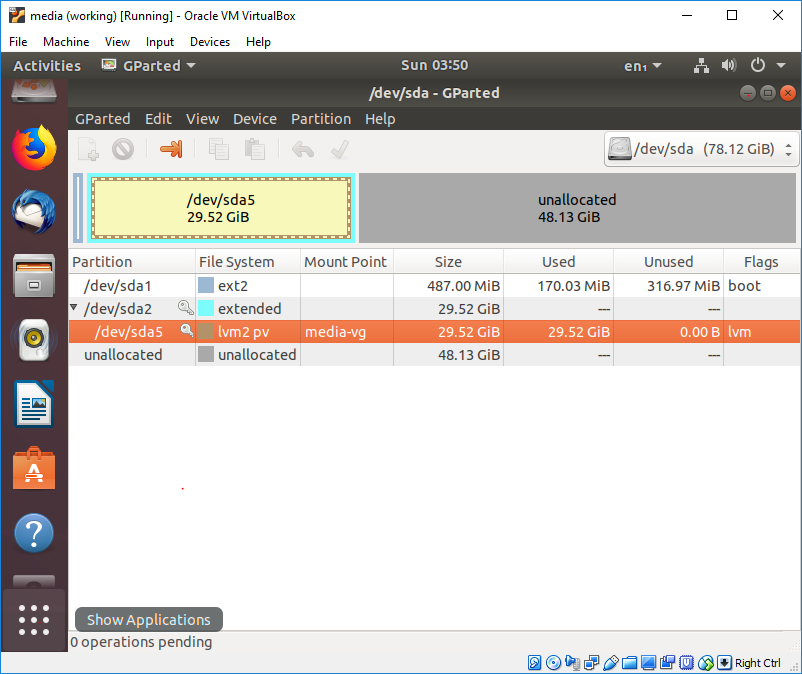 media (working) [Running] - Oracle VM VirtualBox
File Machine View Input Devices Help
Activities GParted Sun 03:50 en₁
/dev/sda - GParted
GParted Edit View Device Partition Help
/dev/sda (78.12 GiB)
/dev/sda5
29.52 GiB
unallocated
48.13 GiB
Partition File System Mount Point Size Used Unused Flags
/dev/sda1 ext2 487.00 MiB 170.03 MiB 316.97 MiB boot
/dev/sda2 extended 29.52 GiB --- ---
/dev/sda5 lvm2 pv media-vg 29.52 GiB 29.52 GiB 0.00 B lvm
unallocated unallocated 48.13 GiB --- ---
Show Applications
0 operations pending
Right Ctrl